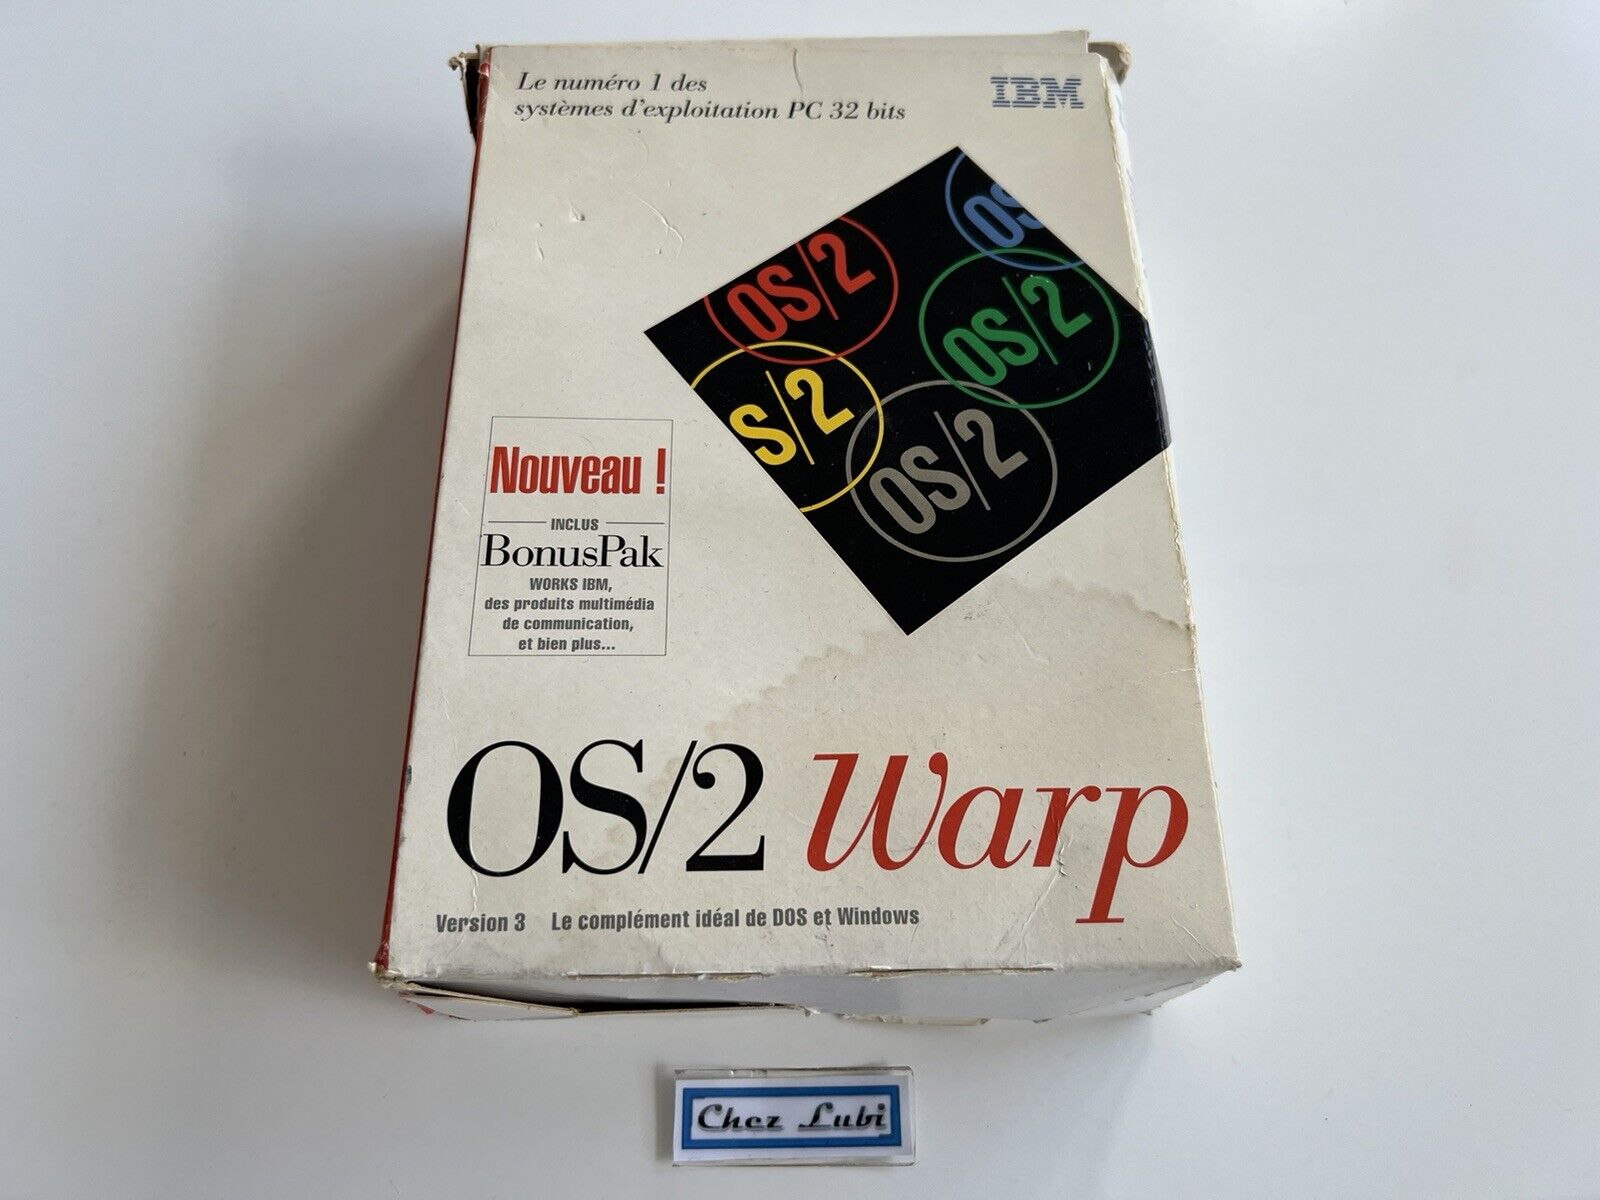 Le numéro 1 des
systèmes d'exploitation PC 32 bits
IBM
OS
OS/2
OS/2
S/2
OS/2
Nouveau !
INCLUS
BonusPak
WORKS IBM,
des produits multimédia
de communication,
et bien plus...
OS/2 Warp
Version 3 Le complément idéal de DOS et Windows
Chez Lubi